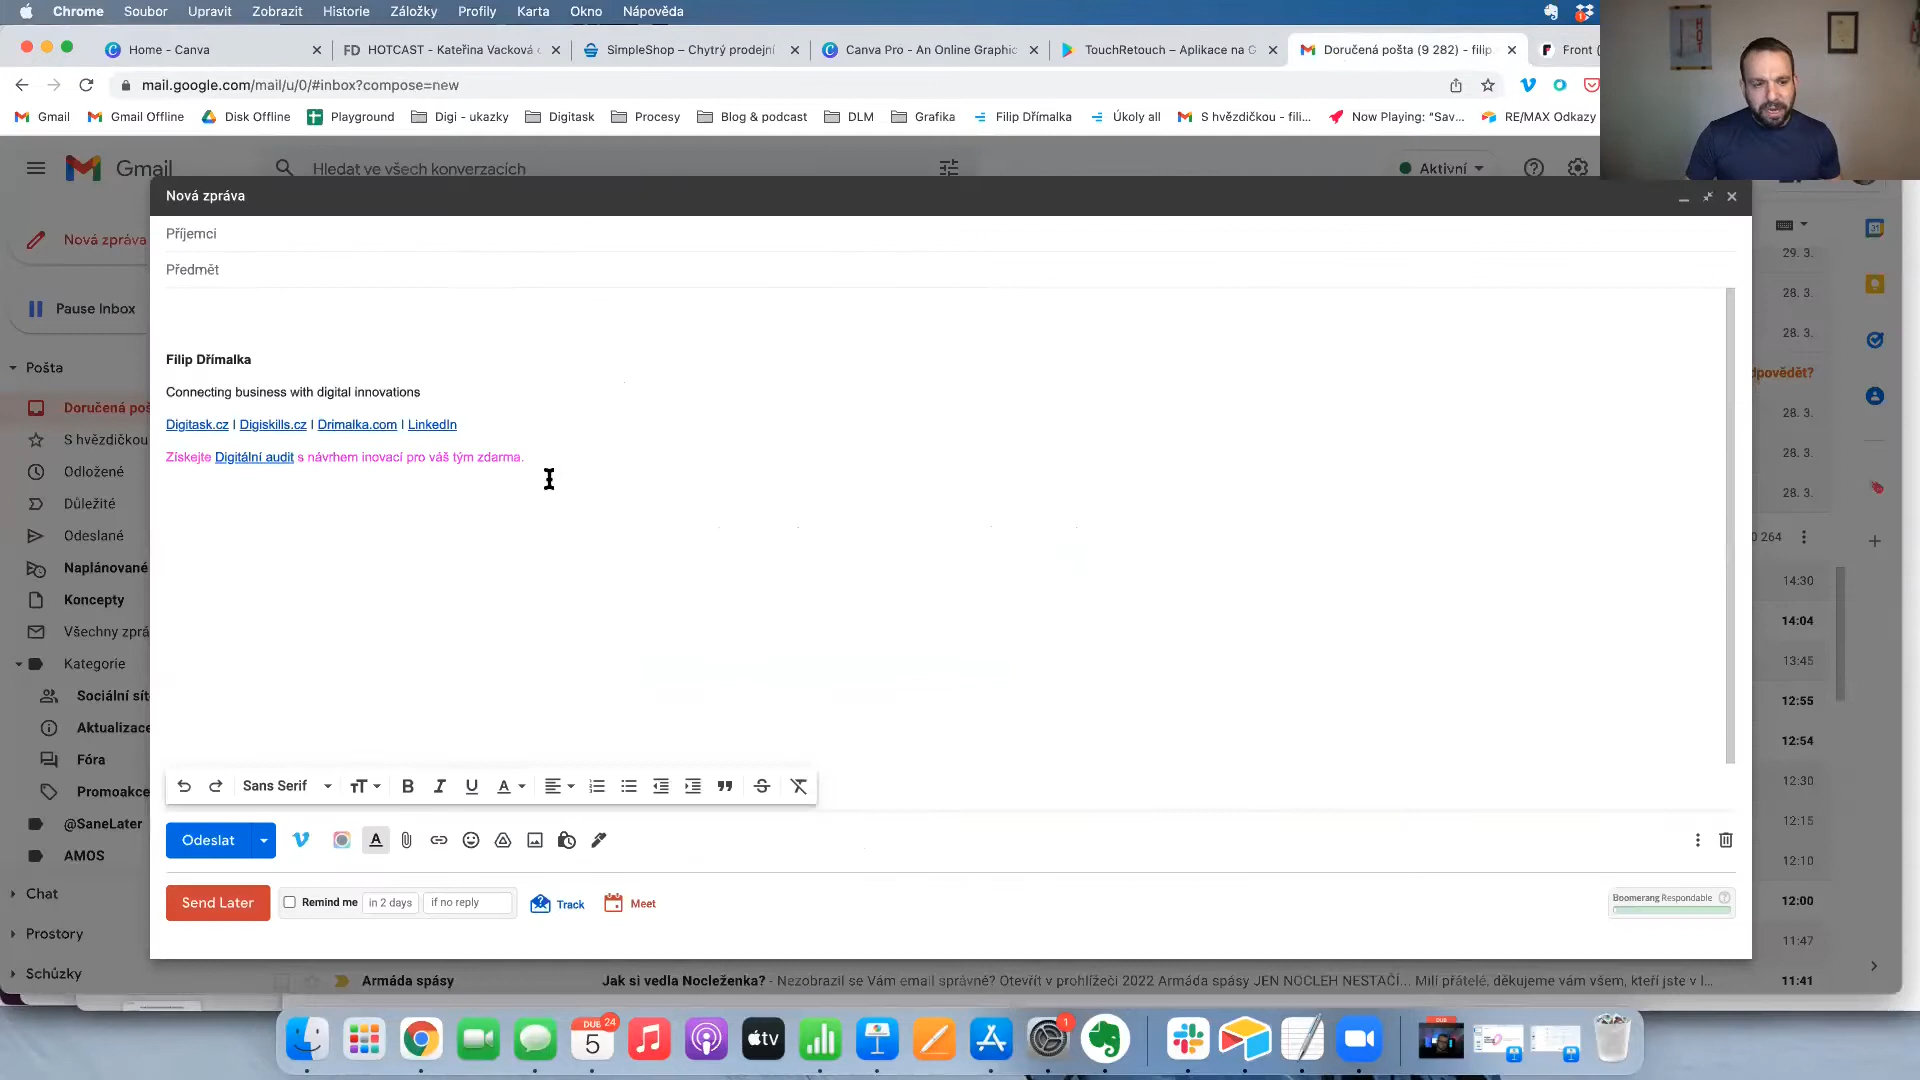 Chrome Soubor Upravit Zobrazit Historie Záložky Profily Karta Okno Nápověda
Home - Canva
HOTCAST - Kateřina Vacková
SimpleShop – Chytrý prodejní
Canva Pro - An Online Graphic
TouchRetouch – Aplikace na G
Doručená pošta (9 282) - filip.
Front (
mail.google.com/mail/u/0/#inbox?compose=new
Gmail Gmail Offline Disk Offline Playground Digi - ukazky Digitask Procesy Blog & podcast DLM Grafika Filip Dřímalka Úkoly all S hvězdičkou - fili... Now Playing: “Sav... RE/MAX Odkazy
Gmail
Hledat ve všech konverzacích
Aktivní
Nová zpráva
Pause Inbox
Pošta
Doručená poš
S hvězdičkou
Odložené
Důležité
Odeslané
Naplánované
Koncepty
Všechny zprá
Kategorie
Sociální sít
Aktualizace
Fóra
Promoakce
@SaneLater
AMOS
Chat
Prostory
Schůzky
Nová zpráva
Příjemci
Předmět
Filip Dřímalka
Connecting business with digital innovations
Digitask.cz I Digiskills.cz I Drimalka.com I LinkedIn
Získejte Digitální audit s návrhem inovací pro váš tým zdarma.
Sans Serif
Odeslat
Send Later
Remind me
in 2 days
if no reply
Track
Meet
Boomerang Respondable
29. 3.
28. 3.
28. 3.
dpovědět?
28. 3.
28. 3.
28. 3.
0 264
14:30
14:04
13:45
12:55
12:54
12:30
12:15
12:10
12:00
11:47
Armáda spásy
Jak si vedla Nocleženka? - Nezobrazil se Vám email správně? Otevřít v prohlížeči 2022 Armáda spásy JEN NOCLEH NESTAČÍ... Milí přátelé, děkujeme vám všem, kteří jste v l...
11:41
DUB
24
5
tv
1
31